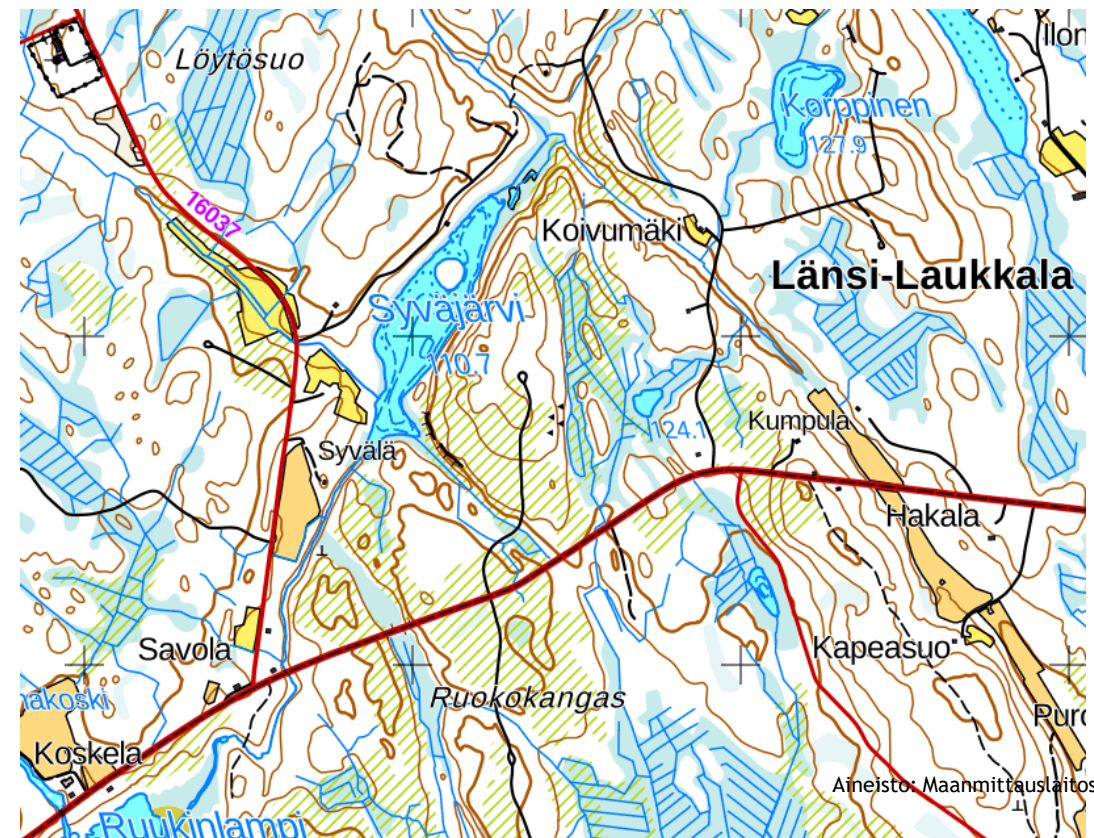 Löytösuo
Korppinen
127.9
16037
Koivumäki
Länsi-Laukkala
Syväjärvi
110.7
Kumpula
124.1
Syvälä
Hakala
Savola
Kapeasuo
Ruokokangas
Koskela
Aineisto: Maanmittauslaitos
Ruukinlampi